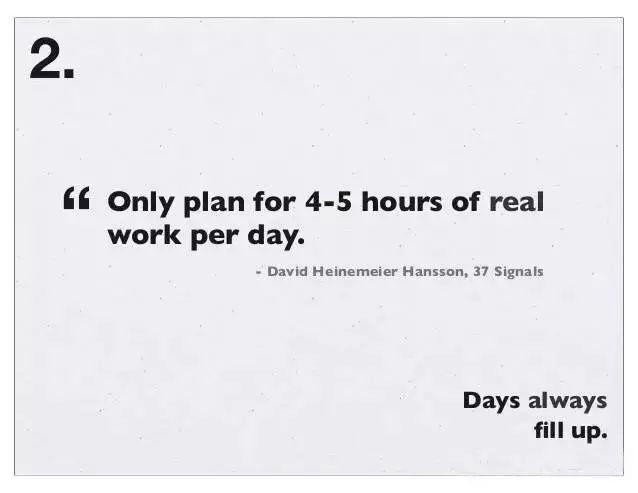 2.
“ Only plan for 4-5 hours of real
work per day.
- David Heinemeier Hansson, 37 Signals
Days always
fill up.